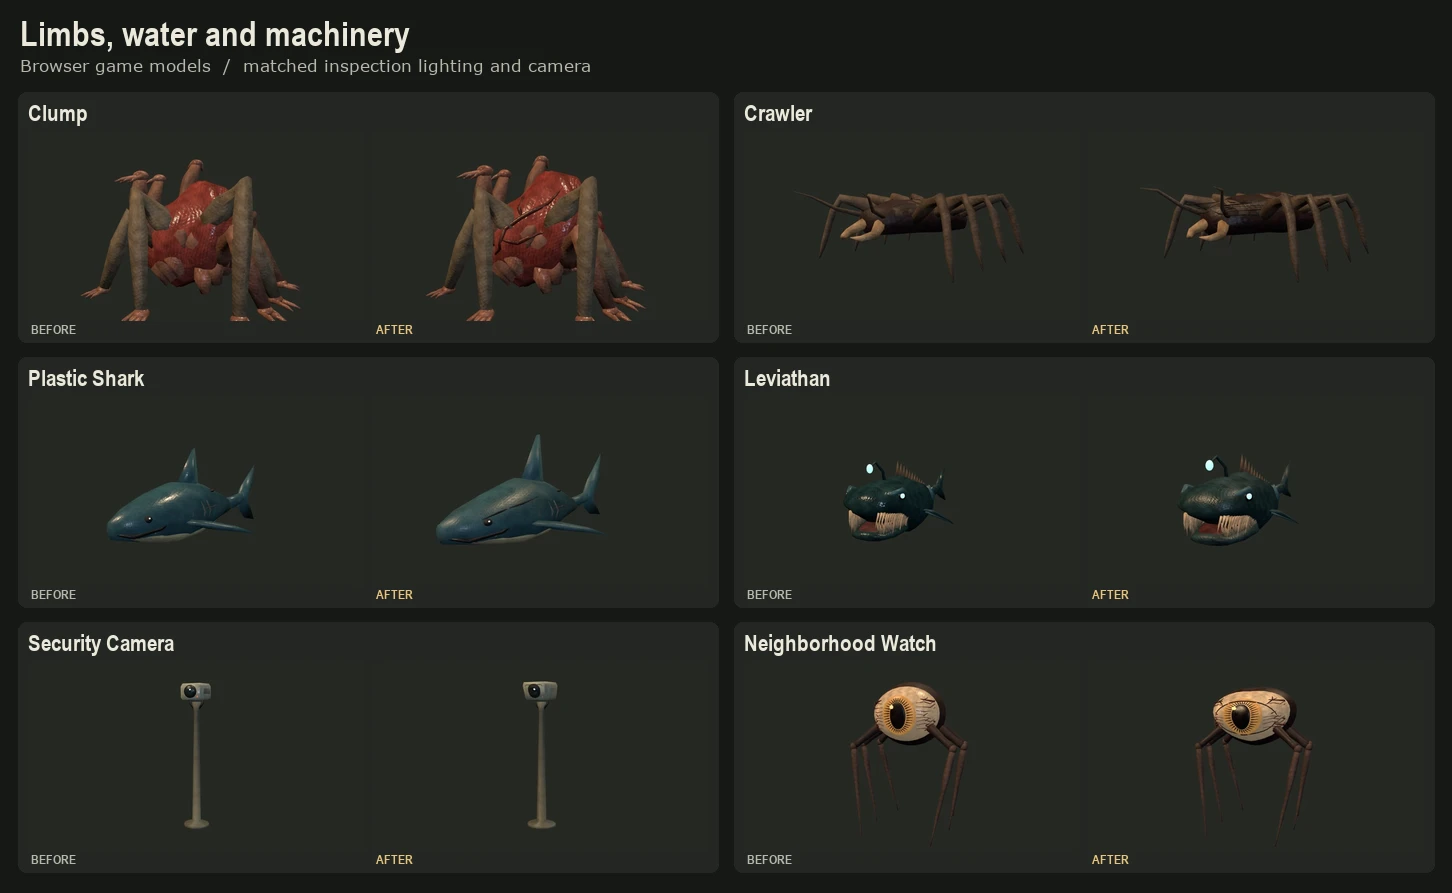 Limbs, water and machinery
Browser game models / matched inspection lighting and camera
Clump
BEFORE
AFTER
Crawler
BEFORE
AFTER
Plastic Shark
BEFORE
AFTER
Leviathan
BEFORE
AFTER
Security Camera
BEFORE
AFTER
Neighborhood Watch
BEFORE
AFTER